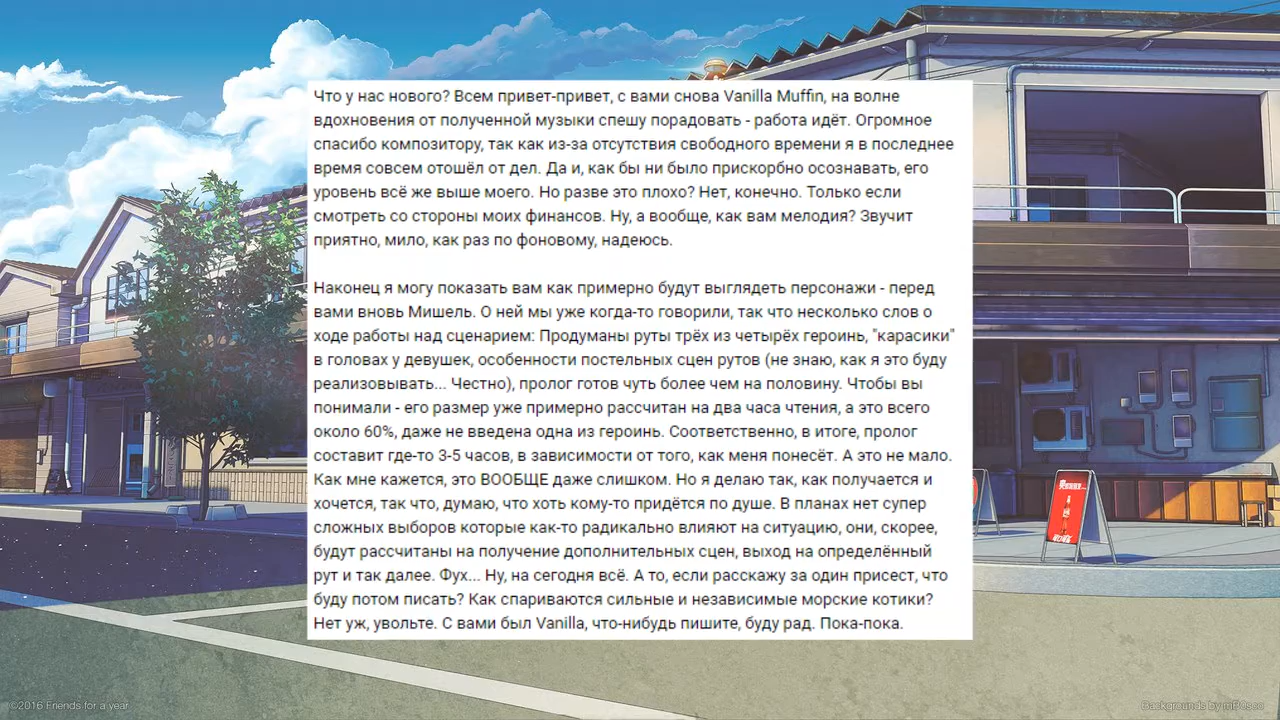 Что у нас нового? Всем привет-привет, с вами снова Vanilla Muffin, на волне
вдохновения от полученной музыки спешу порадовать - работа идёт. Огромное
спасибо композитору, так как из-за отсутствия свободного времени я в последнее
время совсем отошёл от дел. Да и, как бы ни было прискорбно осознавать, его
уровень всё же выше моего. Но разве это плохо? Нет, конечно. Только если
смотреть со стороны моих финансов. Ну, а вообще, как вам мелодия? Звучит
приятно, мило, как раз по фоновому, надеюсь.

Наконец я могу показать вам как примерно будут выглядеть персонажи - перед
вами вновь Мишель. О ней мы уже когда-то говорили, так что несколько слов о
ходе работы над сценарием: Продуманы руты трёх из четырёх героинь, "карасики"
в головах у девушек, особенности постельных сцен рутов (не знаю, как я это буду
реализовывать... Честно), пролог готов чуть более чем на половину. Чтобы вы
понимали - его размер уже примерно рассчитан на два часа чтения, а это всего
около 60%, даже не введена одна из героинь. Соответственно, в итоге, пролог
составит где-то 3-5 часов, в зависимости от того, как меня понесёт. А это не мало.
Как мне кажется, это ВООБЩЕ даже слишком. Но я делаю так, как получается и
хочется, так что, думаю, что хоть кому-то придётся по душе. В планах нет супер
сложных выборов которые как-то радикально влияют на ситуацию, они, скорее,
будут рассчитаны на получение дополнительных сцен, выход на определённый
рут и так далее. Фух... Ну, на сегодня всё. А то, если расскажу за один присест, что
буду потом писать? Как спариваются сильные и независимые морские котики?
Нет уж, увольте. С вами был Vanilla, что-нибудь пишите, буду рад. Пока-пока.
©2016 Friends for a year
Backgrounds by mRosco